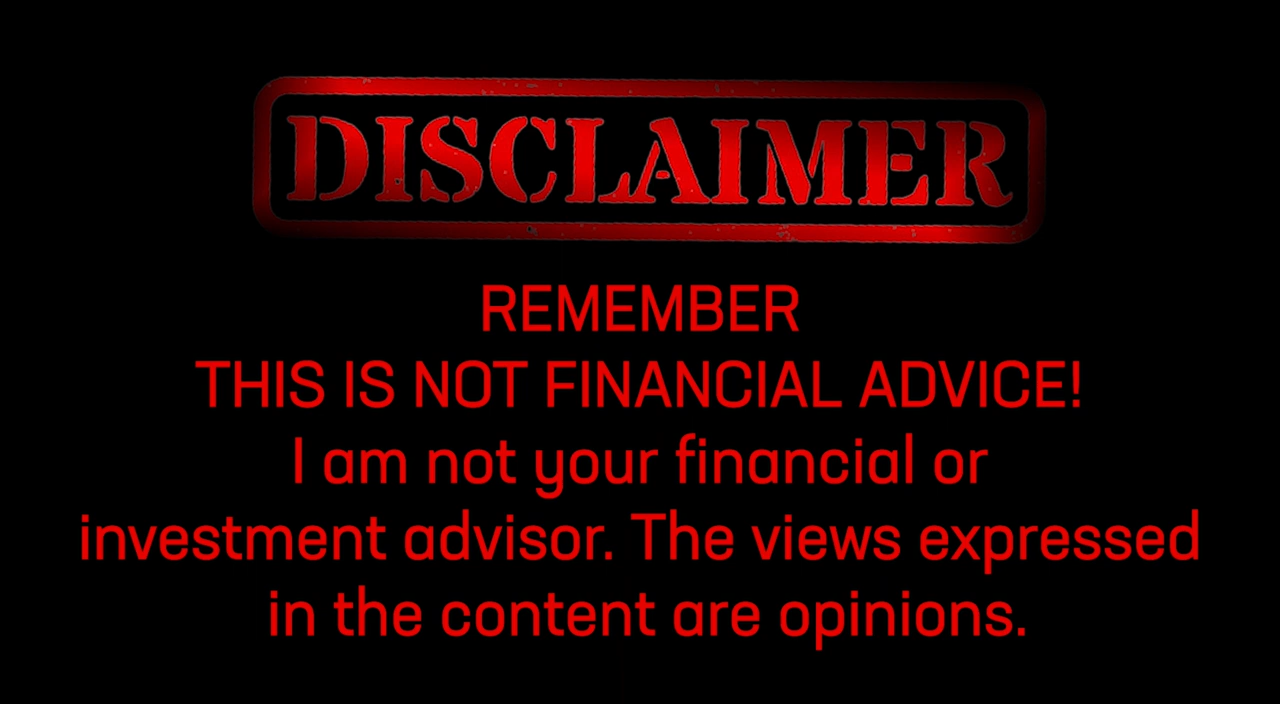 DISCLAIMER
REMEMBER
THIS IS NOT FINANCIAL ADVICE!
I am not your financial or
investment advisor. The views expressed
in the content are opinions.